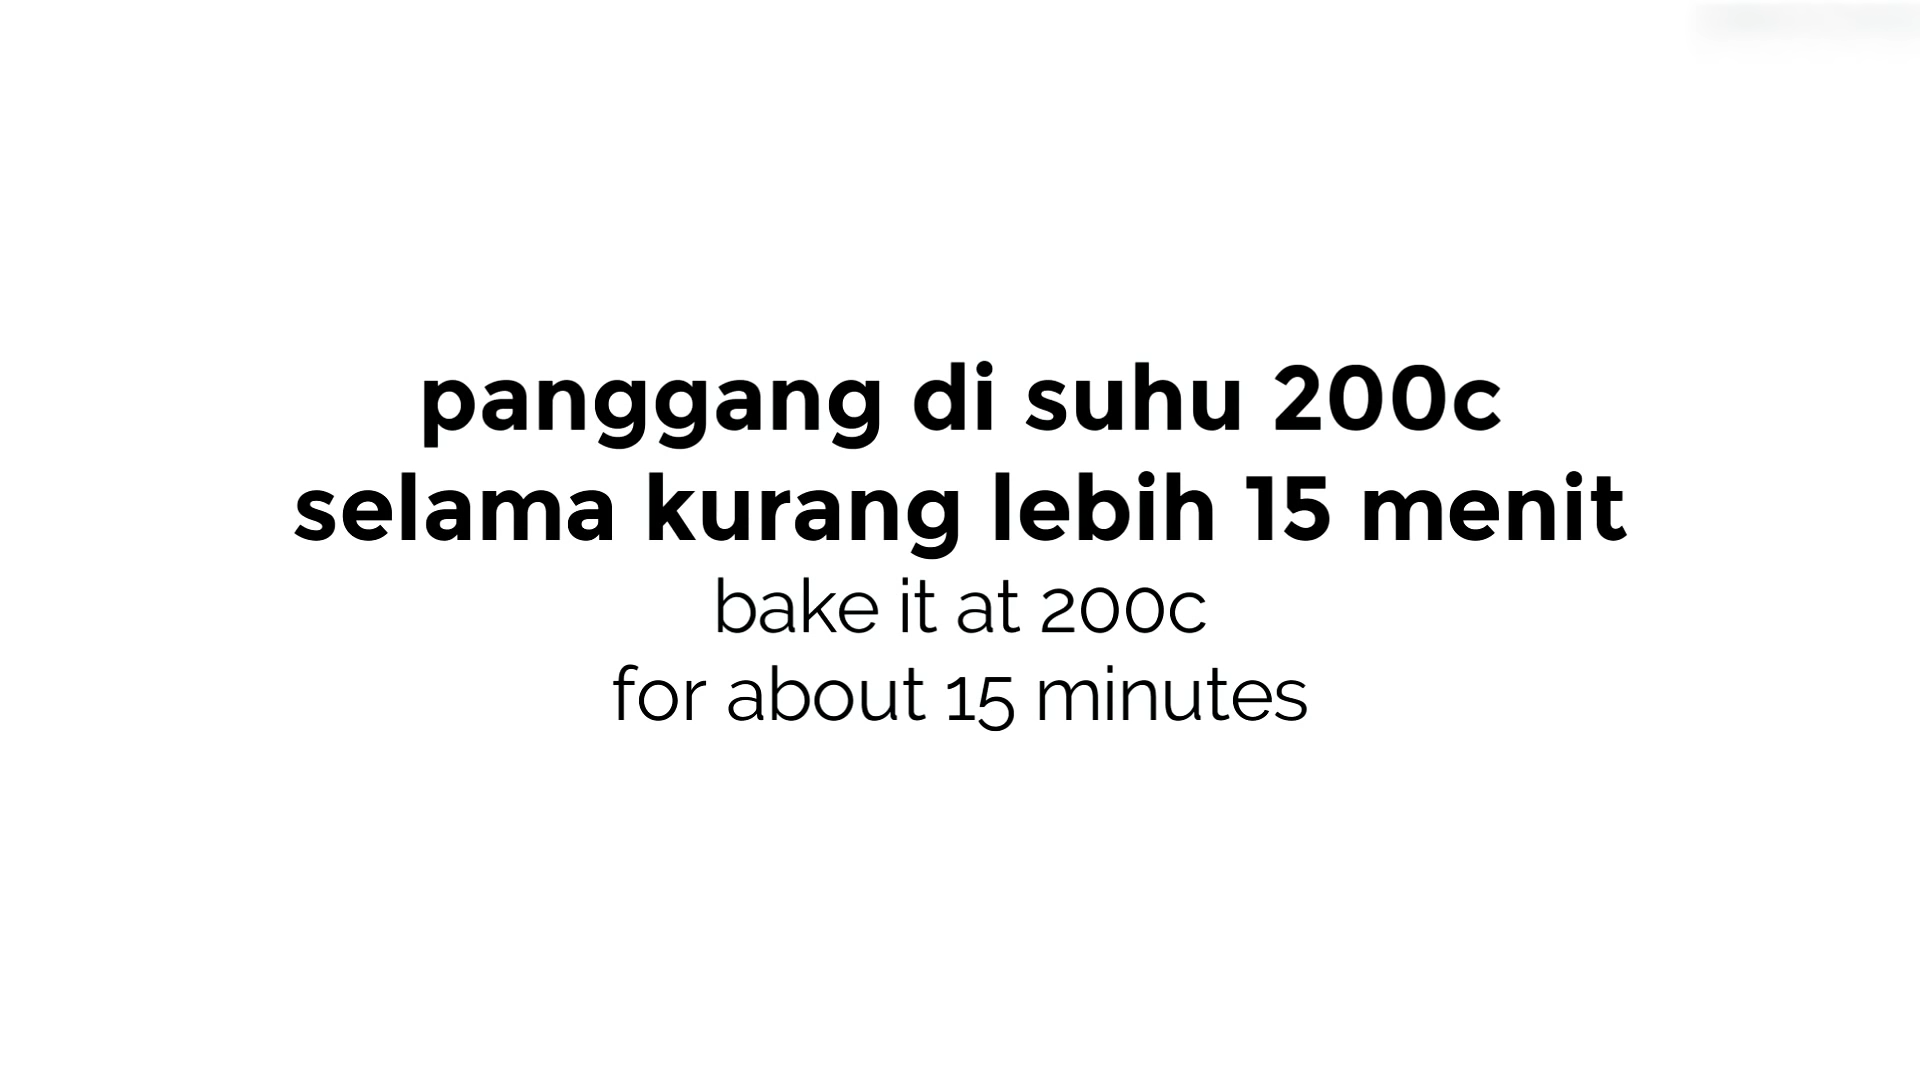 panggang di suhu 200c
selama kurang lebih 15 menit
bake it at 200c
for about 15 minutes